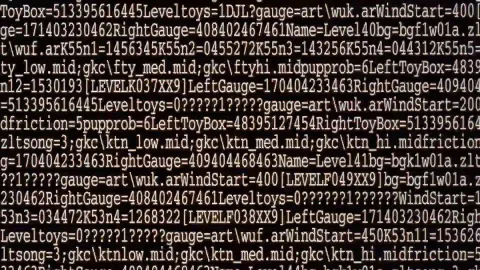 ToyBox=513395616445Leveltoys=1DJL?gauge=art\wuk.arWindStart=400[
ge=171403230462RightGauge=408402467461Name=Level40bg=bgf1w01a.zl
t\wuf.arK55n1=1456345K55n2=0455272K55n3=143256K55n4=044312K55n5=
ty_low.mid;gkc\fty_med.mid;gkc\ftyhi.midpupprob=6LeftToyBox=4839
nl2=1530193[LEVELK037XX9]LeftGauge=170404233463RightGauge=409404
=513395616445Leveltoys=0?????1?????gauge=art\wuk.arWindStart=200
dfriction=5pupprob=6LeftToyBox=48395127454RightToyBox=5133956164
zltsong=3;gkc\ktn_low.mid;gkc\ktn_med.mid;gkc\ktn_hi.midfriction
g=170404233463RightGauge=409404468463Name=Level41bg=bgk1w01a.zlt
??1?????gauge=art\wuk.arWindStart=400[LEVELF049XX9]bg=bgf1w01a.z
230462RightGauge=408402467461Leveltoys=0??????1??????WindStart=1
53n3=034472K53n4=1268322[LEVELF038XX9]LeftGauge=171403230462Righ
Leveltoys=0?????1?????gauge=art\wuf.arWindStart=450K53n11=153626
ltsong=3;gkc\ktnlow.mid;gkc\ktn_med.mid;gkc\ktn_hi.midfriction=5